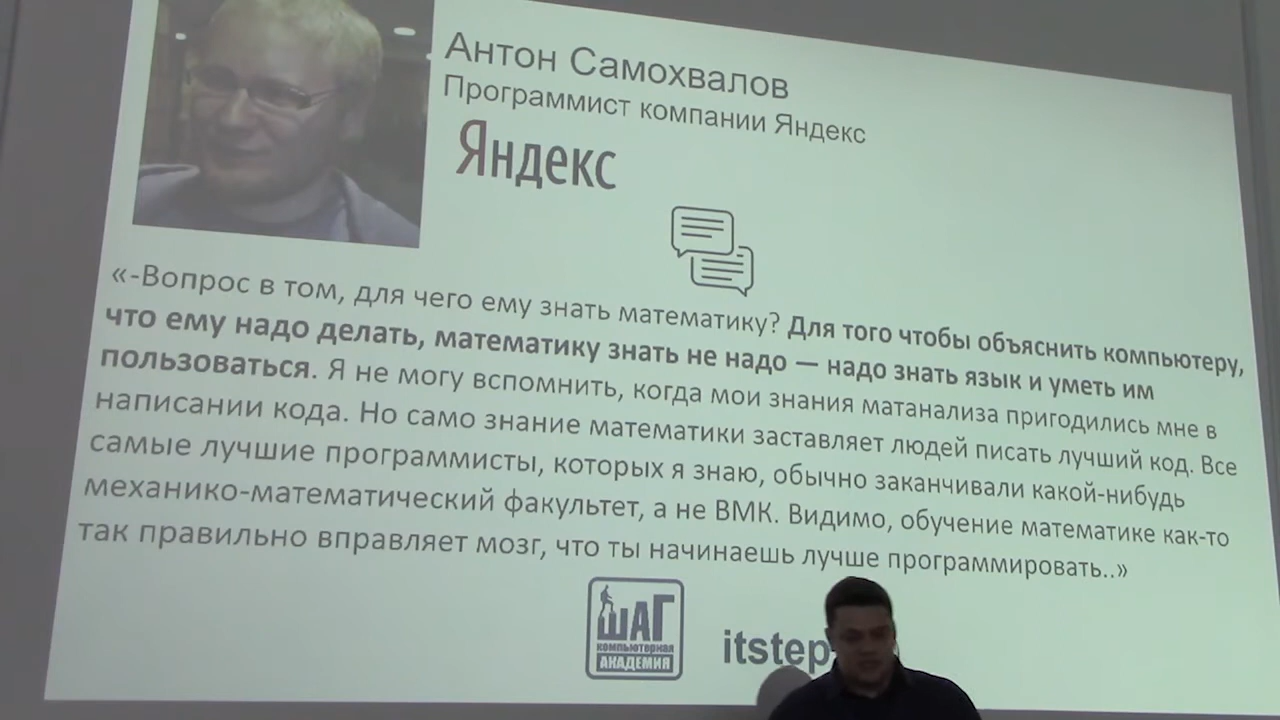 Антон Самохвалов
Программист компании Яндекс
Яндекс
«-Вопрос в том, для чего ему знать математику? Для того чтобы объяснить компьютеру,
что ему надо делать, математику знать не надо — надо знать язык и уметь им
пользоваться. Я не могу вспомнить, когда мои знания матанализа пригодились мне в
написании кода. Но само знание математики заставляет людей писать лучший код. Все
самые лучшие программисты, которых я знаю, обычно заканчивали какой-нибудь
механико-математический факультет, а не ВМК. Видимо, обучение математике как-то
так правильно вправляет мозг, что ты начинаешь лучше программировать..»
ШАГ
КОМПЬЮТЕРНАЯ
АКАДЕМИЯ
itstep